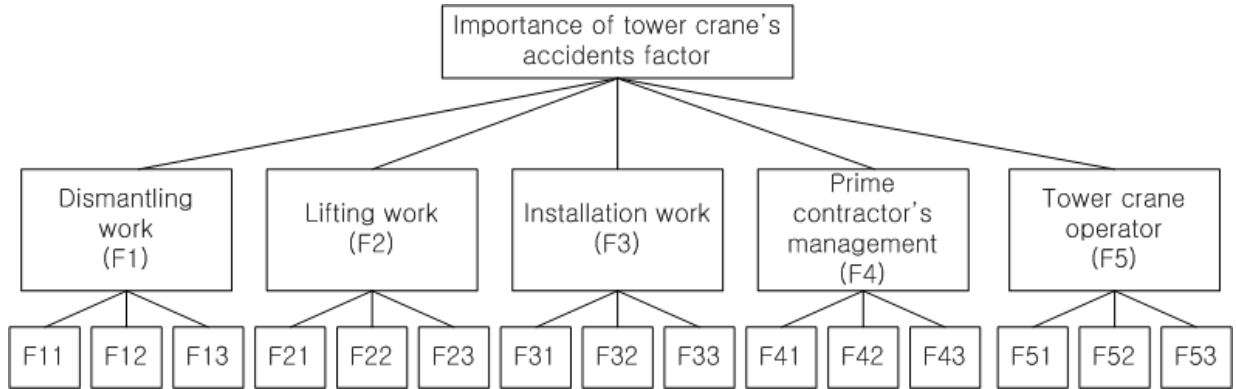 Importance of tower crane's
accidents factor
Dismantling
work
(F1)
Lifting work
(F2)
Installation work
(F3)
Prime
contractor's
management
(F4)
Tower crane
operator
(F5)
F11 F12 F13 F21 F22 F23 F31 F32 F33 F41 F42 F43 F51 F52 F53